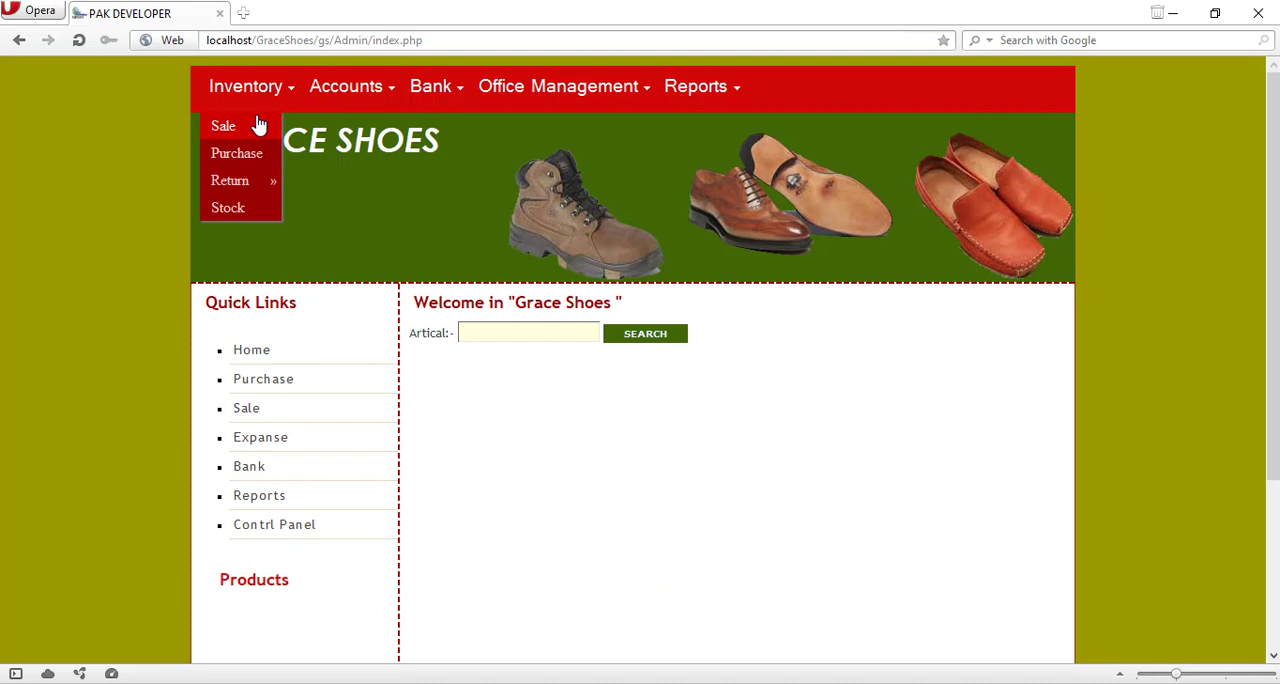 Opera
PAK DEVELOPER
Web
localhost/GraceShoes/gs/Admin/index.php
Search with Google
Inventory Accounts Bank Office Management Reports
Sale
Purchase
Return »
Stock
CE SHOES
Quick Links
Home
Purchase
Sale
Expanse
Bank
Reports
Contrl Panel
Products
Welcome in "Grace Shoes "
Artical:- SEARCH